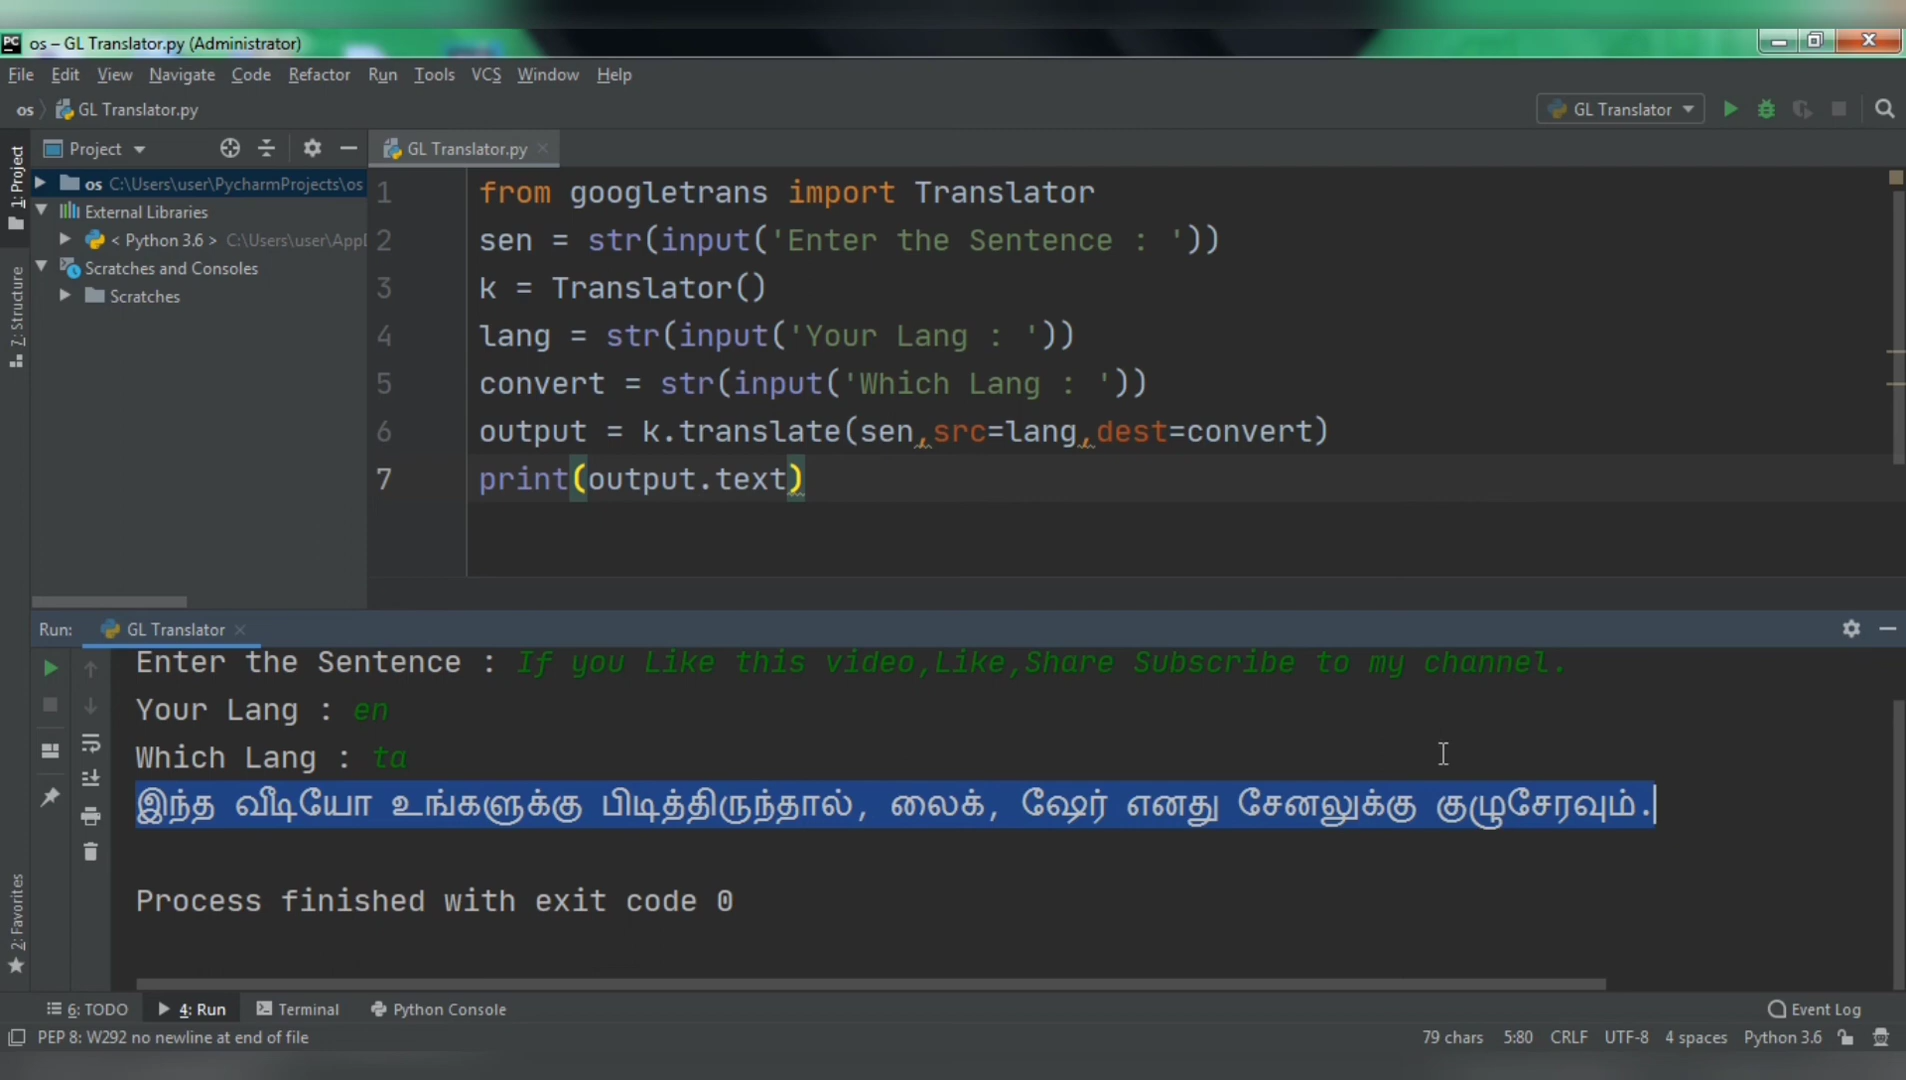 os – GL Translator.py (Administrator)
File Edit View Navigate Code Refactor Run Tools VCS Window Help
os GL Translator.py
GL Translator
1: Project
Project
GL Translator.py
os C:\Users\user\PycharmProjects\os
External Libraries
< Python 3.6 > C:\Users\user\AppD
Scratches and Consoles
Scratches
7: Structure
1 from googletrans import Translator
2 sen = str(input('Enter the Sentence : '))
3 k = Translator()
4 lang = str(input('Your Lang : '))
5 convert = str(input('Which Lang : '))
6 output = k.translate(sen,src=lang,dest=convert)
7 print(output.text)
Run: GL Translator
Enter the Sentence : If you Like this video,Like,Share Subscribe to my channel.
Your Lang : en
Which Lang : ta
இந்த வீடியோ உங்களுக்கு பிடித்திருந்தால், லைக், ஷேர் எனது சேனலுக்கு குழுசேரவும்.
Process finished with exit code 0
2: Favorites
6: TODO 4: Run Terminal Python Console Event Log
PEP 8: W292 no newline at end of file 79 chars 5:80 CRLF UTF-8 4 spaces Python 3.6